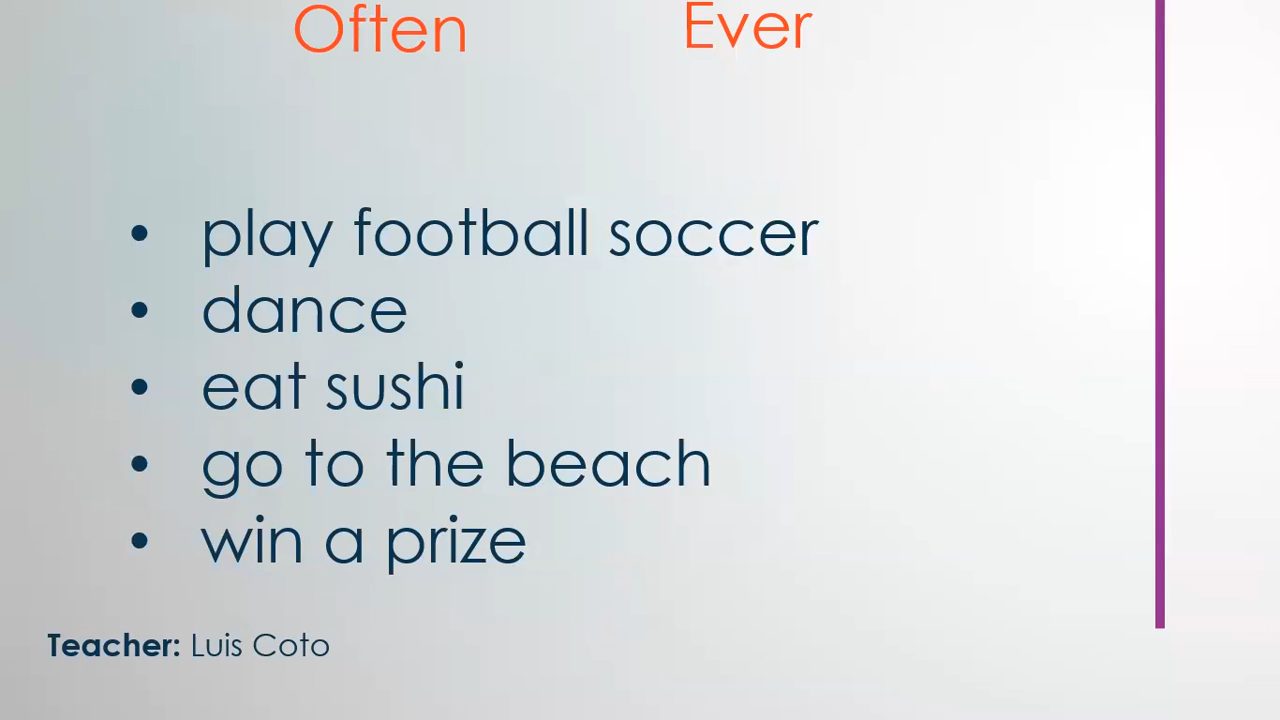 Often Ever
• play football soccer
• dance
• eat sushi
• go to the beach
• win a prize
Teacher: Luis Coto